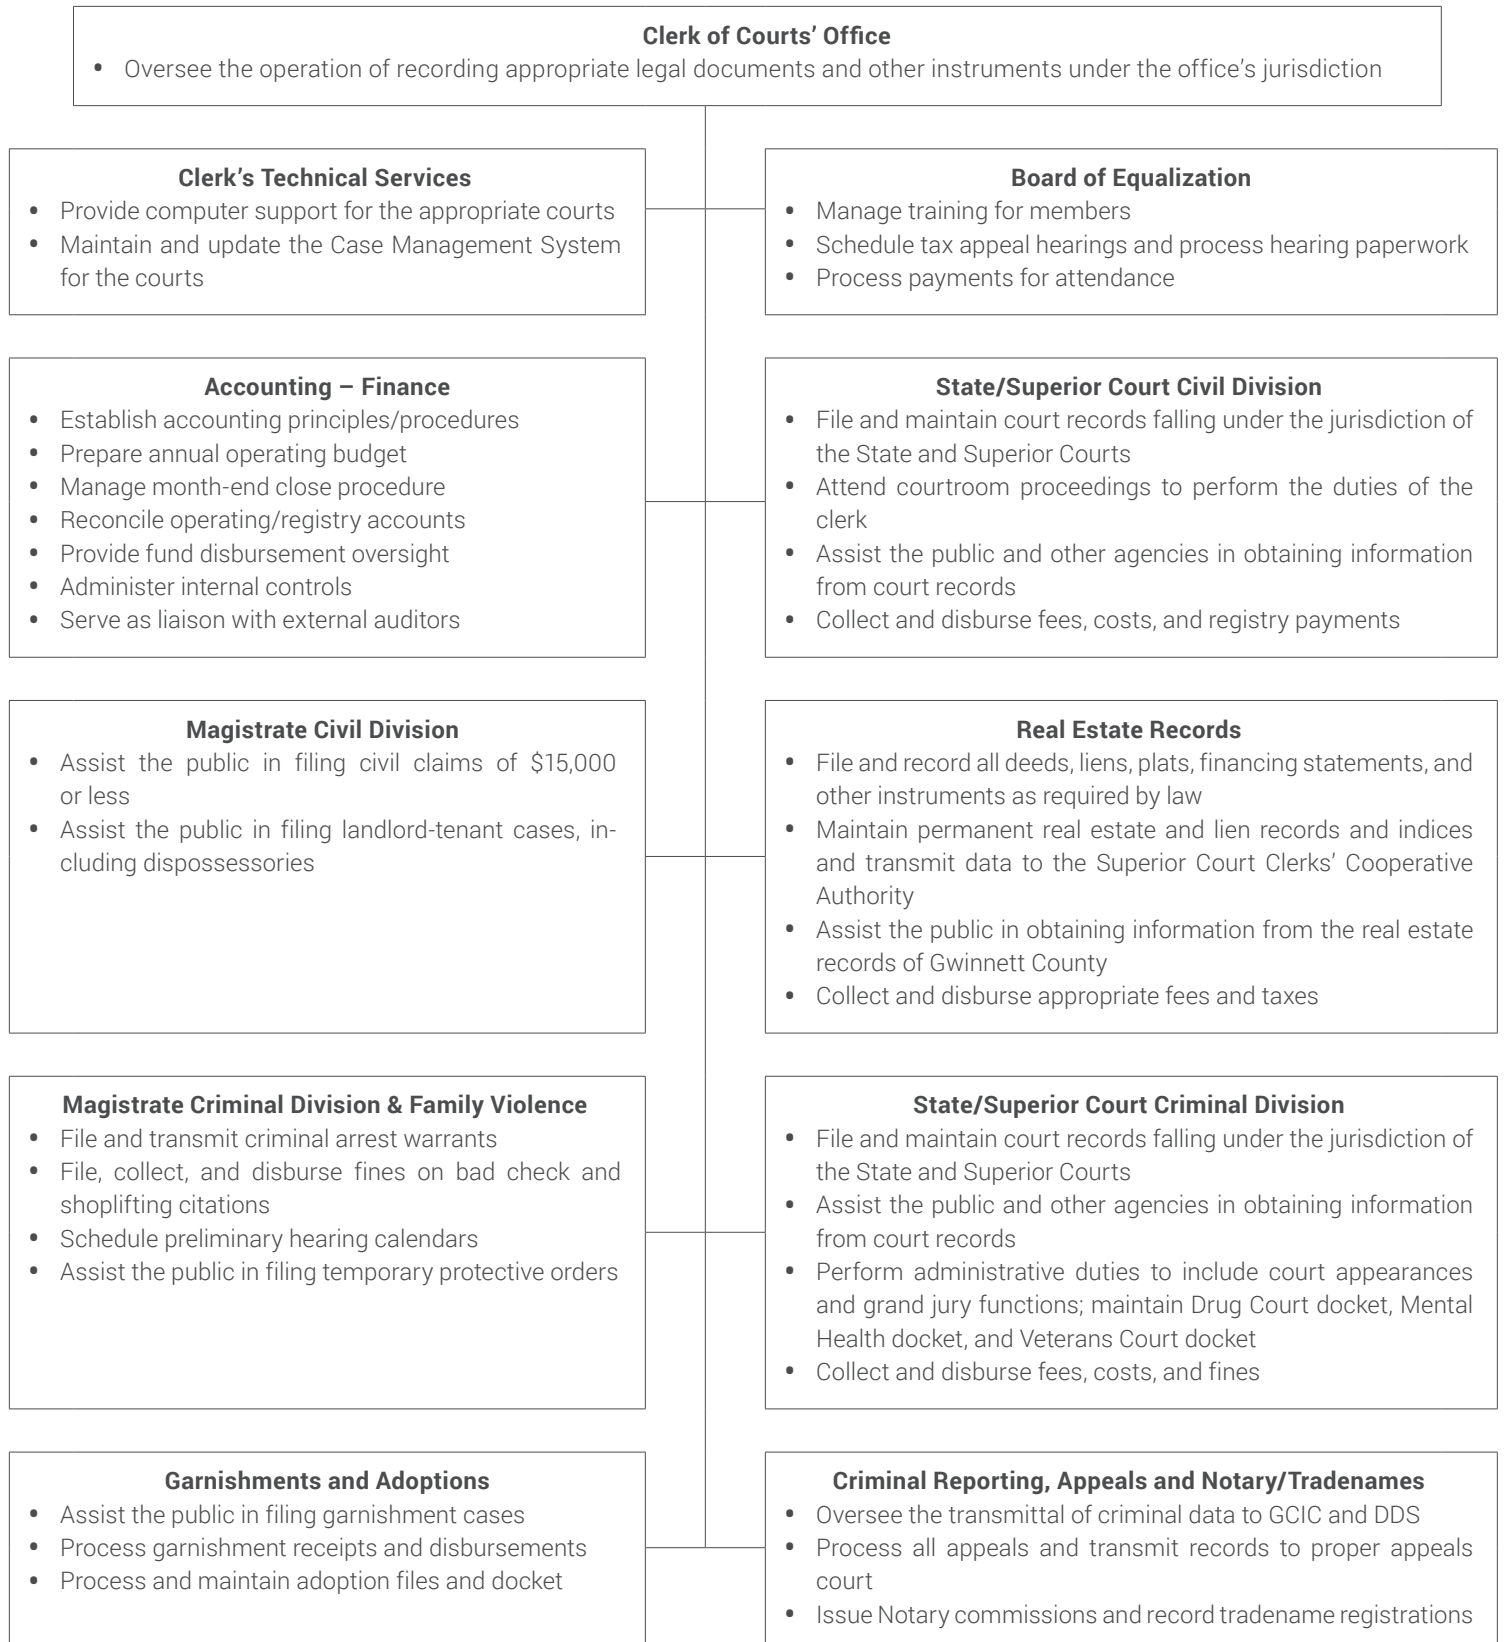 Clerk of Courts’ Office
• Oversee the operation of recording appropriate legal documents and other instruments under the office’s jurisdiction
Clerk’s Technical Services
• Provide computer support for the appropriate courts
• Maintain and update the Case Management System
for the courts
Board of Equalization
• Manage training for members
• Schedule tax appeal hearings and process hearing paperwork
• Process payments for attendance
Accounting – Finance
• Establish accounting principles/procedures
• Prepare annual operating budget
• Manage month-end close procedure
• Reconcile operating/registry accounts
• Provide fund disbursement oversight
• Administer internal controls
• Serve as liaison with external auditors
State/Superior Court Civil Division
• File and maintain court records falling under the jurisdiction of
the State and Superior Courts
• Attend courtroom proceedings to perform the duties of the
clerk
• Assist the public and other agencies in obtaining information
from court records
• Collect and disburse fees, costs, and registry payments
Magistrate Civil Division
• Assist the public in filing civil claims of $15,000
or less
• Assist the public in filing landlord-tenant cases, in-
cluding dispossessories
Real Estate Records
• File and record all deeds, liens, plats, financing statements, and
other instruments as required by law
• Maintain permanent real estate and lien records and indices
and transmit data to the Superior Court Clerks’ Cooperative
Authority
• Assist the public in obtaining information from the real estate
records of Gwinnett County
• Collect and disburse appropriate fees and taxes
Magistrate Criminal Division & Family Violence
• File and transmit criminal arrest warrants
• File, collect, and disburse fines on bad check and
shoplifting citations
• Schedule preliminary hearing calendars
• Assist the public in filing temporary protective orders
State/Superior Court Criminal Division
• File and maintain court records falling under the jurisdiction of
the State and Superior Courts
• Assist the public and other agencies in obtaining information
from court records
• Perform administrative duties to include court appearances
and grand jury functions; maintain Drug Court docket, Mental
Health docket, and Veterans Court docket
• Collect and disburse fees, costs, and fines
Garnishments and Adoptions
• Assist the public in filing garnishment cases
• Process garnishment receipts and disbursements
• Process and maintain adoption files and docket
Criminal Reporting, Appeals and Notary/Tradenames
• Oversee the transmittal of criminal data to GCIC and DDS
• Process all appeals and transmit records to proper appeals
court
• Issue Notary commissions and record tradename registrations